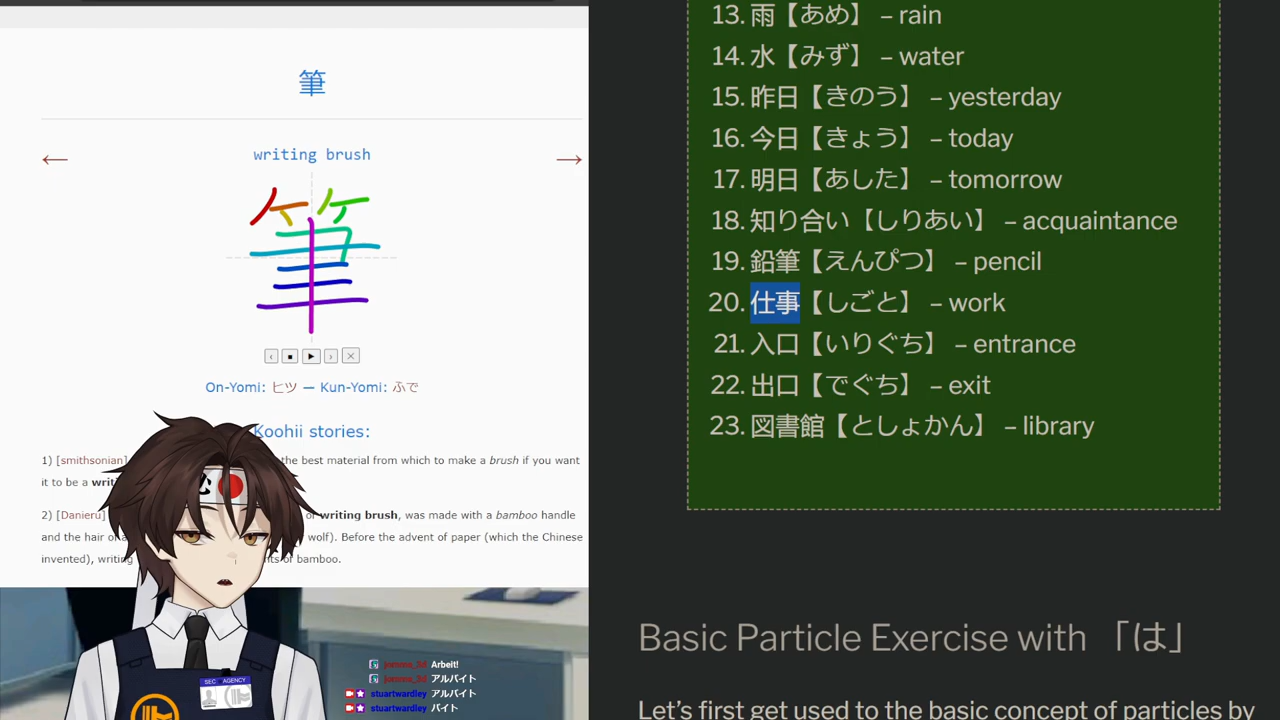 筆
←
→
writing brush
On-Yomi: ヒツ — Kun-Yomi: ふで
Koohii stories:
1) [smithsonian] the best material from which to make a brush if you want
it to be a
2) [Danieru] or writing brush, was made with a bamboo handle
and the hair of wolf). Before the advent of paper (which the Chinese
invented), writing of bamboo.
SEC AGENCY
Arbeit!
アルバイト
stuartwardley アルバイト
stuartwardley バイト
13. 雨【あめ】 – rain
14. 水【みず】 – water
15. 昨日【きのう】 – yesterday
16. 今日【きょう】 – today
17. 明日【あした】 – tomorrow
18. 知り合い【しりあい】 – acquaintance
19. 鉛筆【えんぴつ】 – pencil
20. 仕事【しごと】 – work
21. 入口【いりぐち】 – entrance
22. 出口【でぐち】 – exit
23. 図書館【としょかん】 – library
Basic Particle Exercise with 「は」
Let's first get used to the basic concept of particles by